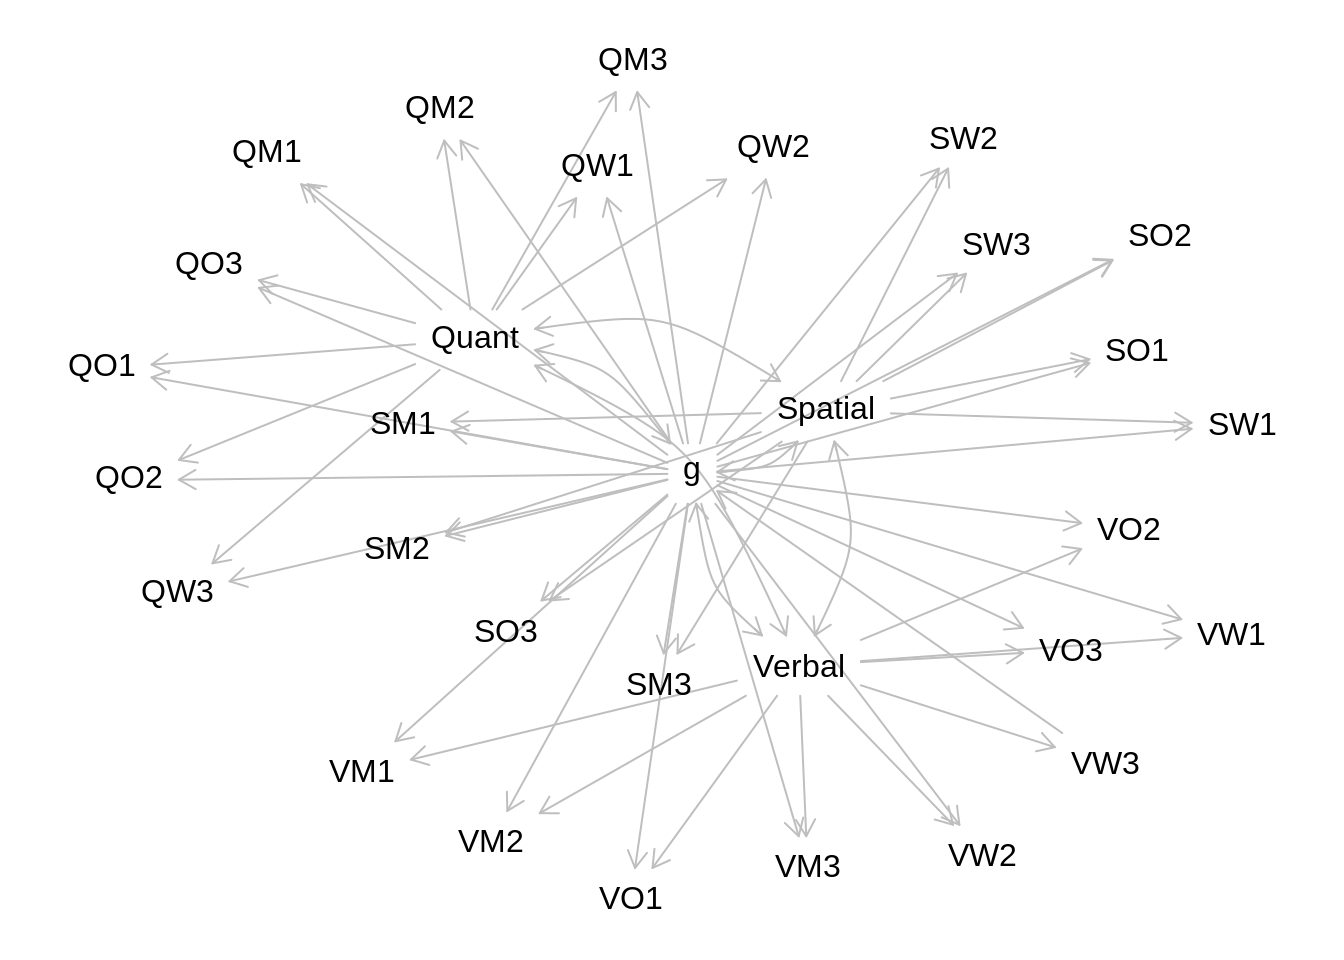 QM3
QM2
QM1
QW1
QW2
SW2
QO3
SW3
SO2
Quant
QO1
SO1
SM1
Spatial
SW1
QO2
g
SM2
VO2
QW3
SO3
VO3
VW1
SM3
Verbal
VM1
VW3
VM2
VM3
VW2
VO1